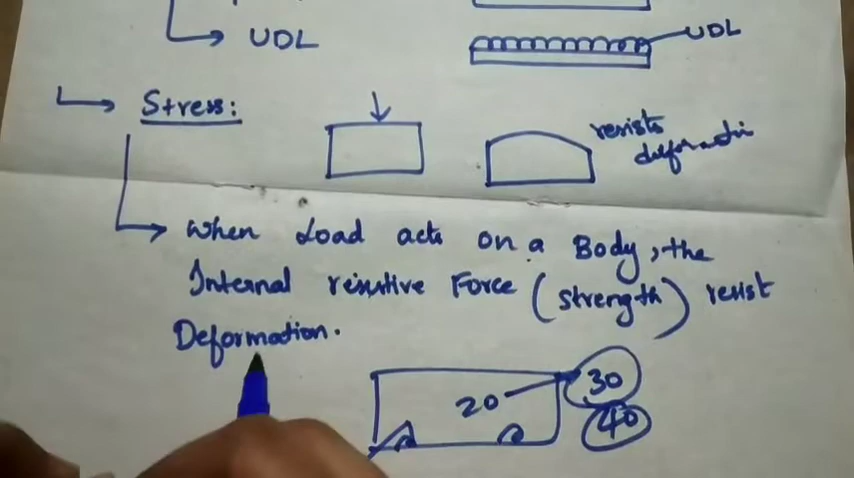 UDL
UDL
Stress:
resists
When Load acts on a Body, the
Internal resistive Force (strength) resist
Deformation.
20
30
40